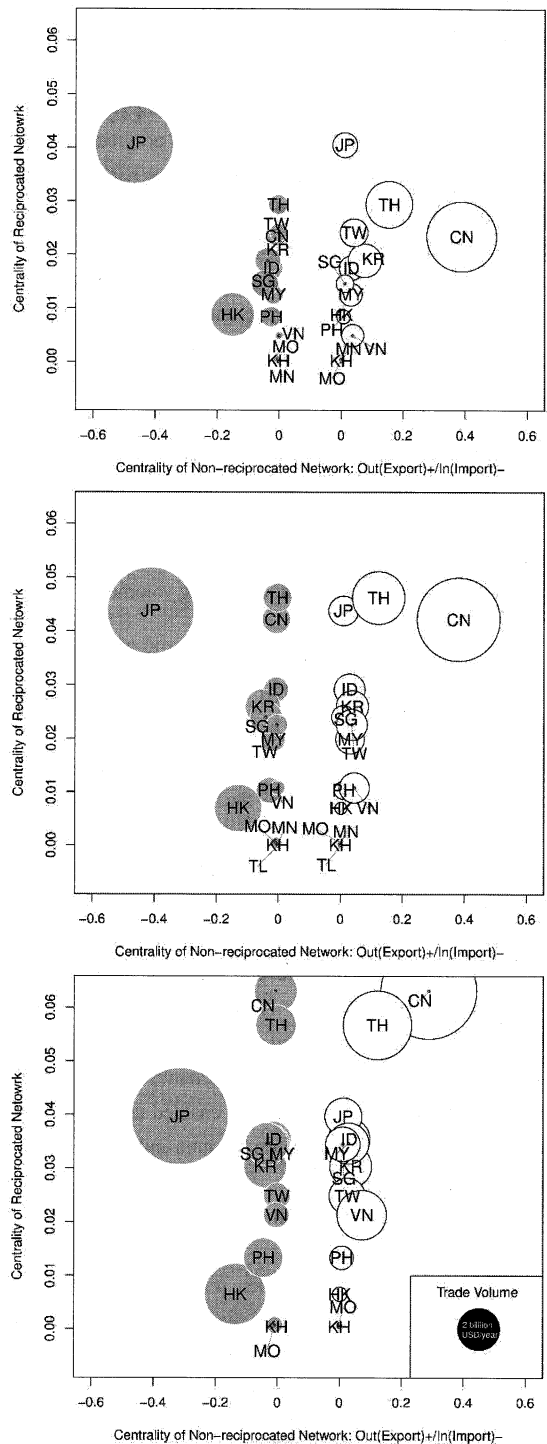 Centrality of Reciprocated Netowrk
0.06
0.05
0.04
0.03
0.02
0.01
0.00
JP
JP
TH
TH
TW
TW
CN
CN
KR
KR
SG
ID
ID
SG
MY
MY
HK
PH
HK
PH
VN
MO
MN VN
KH
KH
MN
MO
−0.6 −0.4 −0.2 0 0 0.2 0.4 0.6
Centrality of Non−reciprocated Network: Out(Export)+/In(Import)−
Centrality of Reciprocated Netowrk
0.06
0.05
0.04
0.03
0.02
0.01
0.00
TH
TH
JP
JP
CN
CN
ID
ID
KR
KR
SG
SG
MY
MY
TW
TW
PH
PH
VN
HK
HK VN
MO MN
MO
MN
KH
KH
TL
TL
−0.6 −0.4 −0.2 0 0 0.2 0.4 0.6
Centrality of Non−reciprocated Network: Out(Export)+/In(Import)−
Centrality of Reciprocated Netowrk
0.06
0.05
0.04
0.03
0.02
0.01
0.00
CN
CN
TH
TH
JP
JP
ID
ID
SG MY
MY
KR
KR
SG
TW
TW
VN
VN
PH
PH
HK
HK
MO
KH
KH
MO
Trade Volume
2 billion
USD/year
−0.6 −0.4 −0.2 0 0 0.2 0.4 0.6
Centrality of Non−reciprocated Network: Out(Export)+/In(Import)−